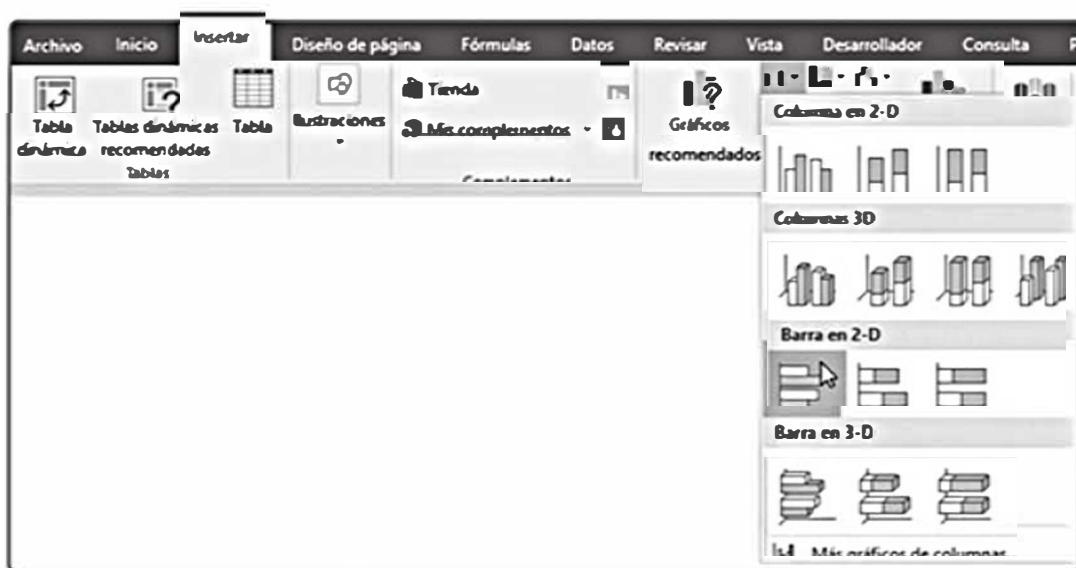 Archivo Inicio Insertar Diseño de página Fórmulas Datos Revisar Vista Desarrollador Consulta P
Tabla dinámica
Tablas dinámicas recomendadas
Tabla
Tablas
Ilustraciones
Tienda
Mis complementos
Complementos
Gráficos recomendados
Columna en 2-D
Columnas 3D
Barra en 2-D
Barra en 3-D
Más gráficos de columnas...